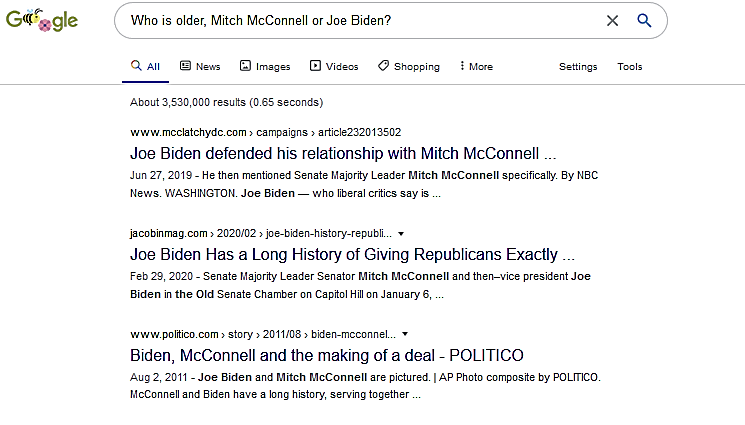 Google
Who is older, Mitch McConnell or Joe Biden?
All News Images Videos Shopping More Settings Tools
About 3,530,000 results (0.65 seconds)
www.mcclatchydc.com › campaigns › article232013502
Joe Biden defended his relationship with Mitch McConnell ...
Jun 27, 2019 - He then mentioned Senate Majority Leader Mitch McConnell specifically. By NBC
News. WASHINGTON. Joe Biden — who liberal critics say is ...
jacobinmag.com › 2020/02 › joe-biden-history-republi...
Joe Biden Has a Long History of Giving Republicans Exactly ...
Feb 29, 2020 - Senate Majority Leader Senator Mitch McConnell and then–vice president Joe
Biden in the Old Senate Chamber on Capitol Hill on January 6, ...
www.politico.com › story › 2011/08 › biden-mcconnel...
Biden, McConnell and the making of a deal - POLITICO
Aug 2, 2011 - Joe Biden and Mitch McConnell are pictured. | AP Photo composite by POLITICO.
McConnell and Biden have a long history, serving together ...